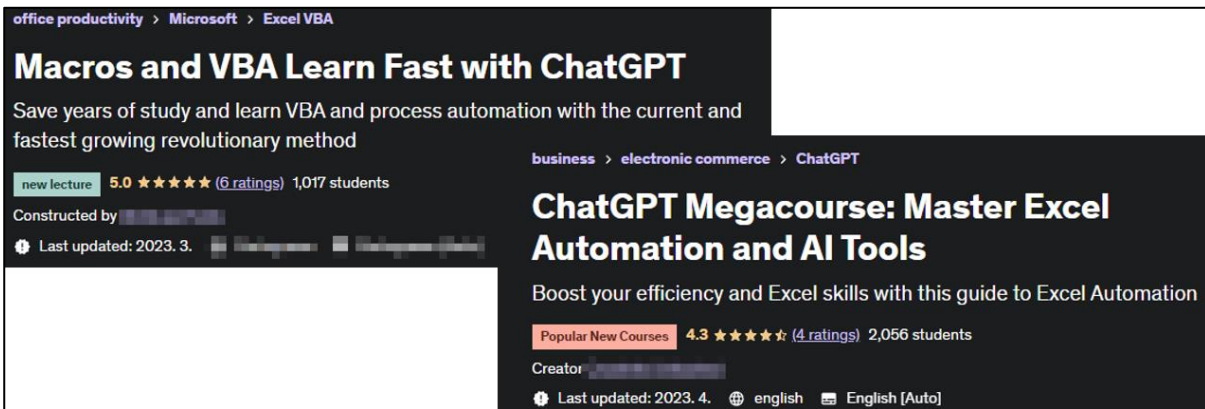 office productivity > Microsoft > Excel VBA
Macros and VBA Learn Fast with ChatGPT
Save years of study and learn VBA and process automation with the current and
fastest growing revolutionary method
new lecture 5.0 ★★★★★ (6 ratings) 1,017 students
Constructed by
Last updated: 2023. 3.
business > electronic commerce > ChatGPT
ChatGPT Megacourse: Master Excel
Automation and AI Tools
Boost your efficiency and Excel skills with this guide to Excel Automation
Popular New Courses 4.3 ★★★★⯪ (4 ratings) 2,056 students
Creator
Last updated: 2023. 4. english English [Auto]